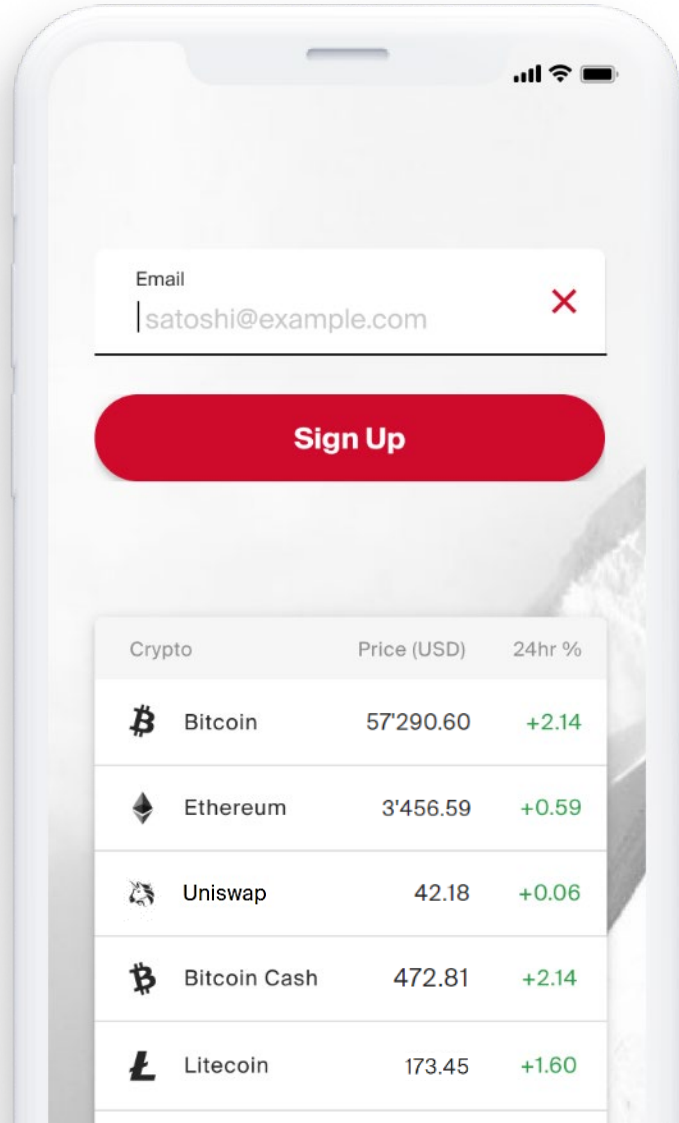 Email
satoshi@example.com
Sign Up
Crypto Price (USD) 24hr %
Bitcoin 57'290.60 +2.14
Ethereum 3'456.59 +0.59
Uniswap 42.18 +0.06
Bitcoin Cash 472.81 +2.14
Litecoin 173.45 +1.60